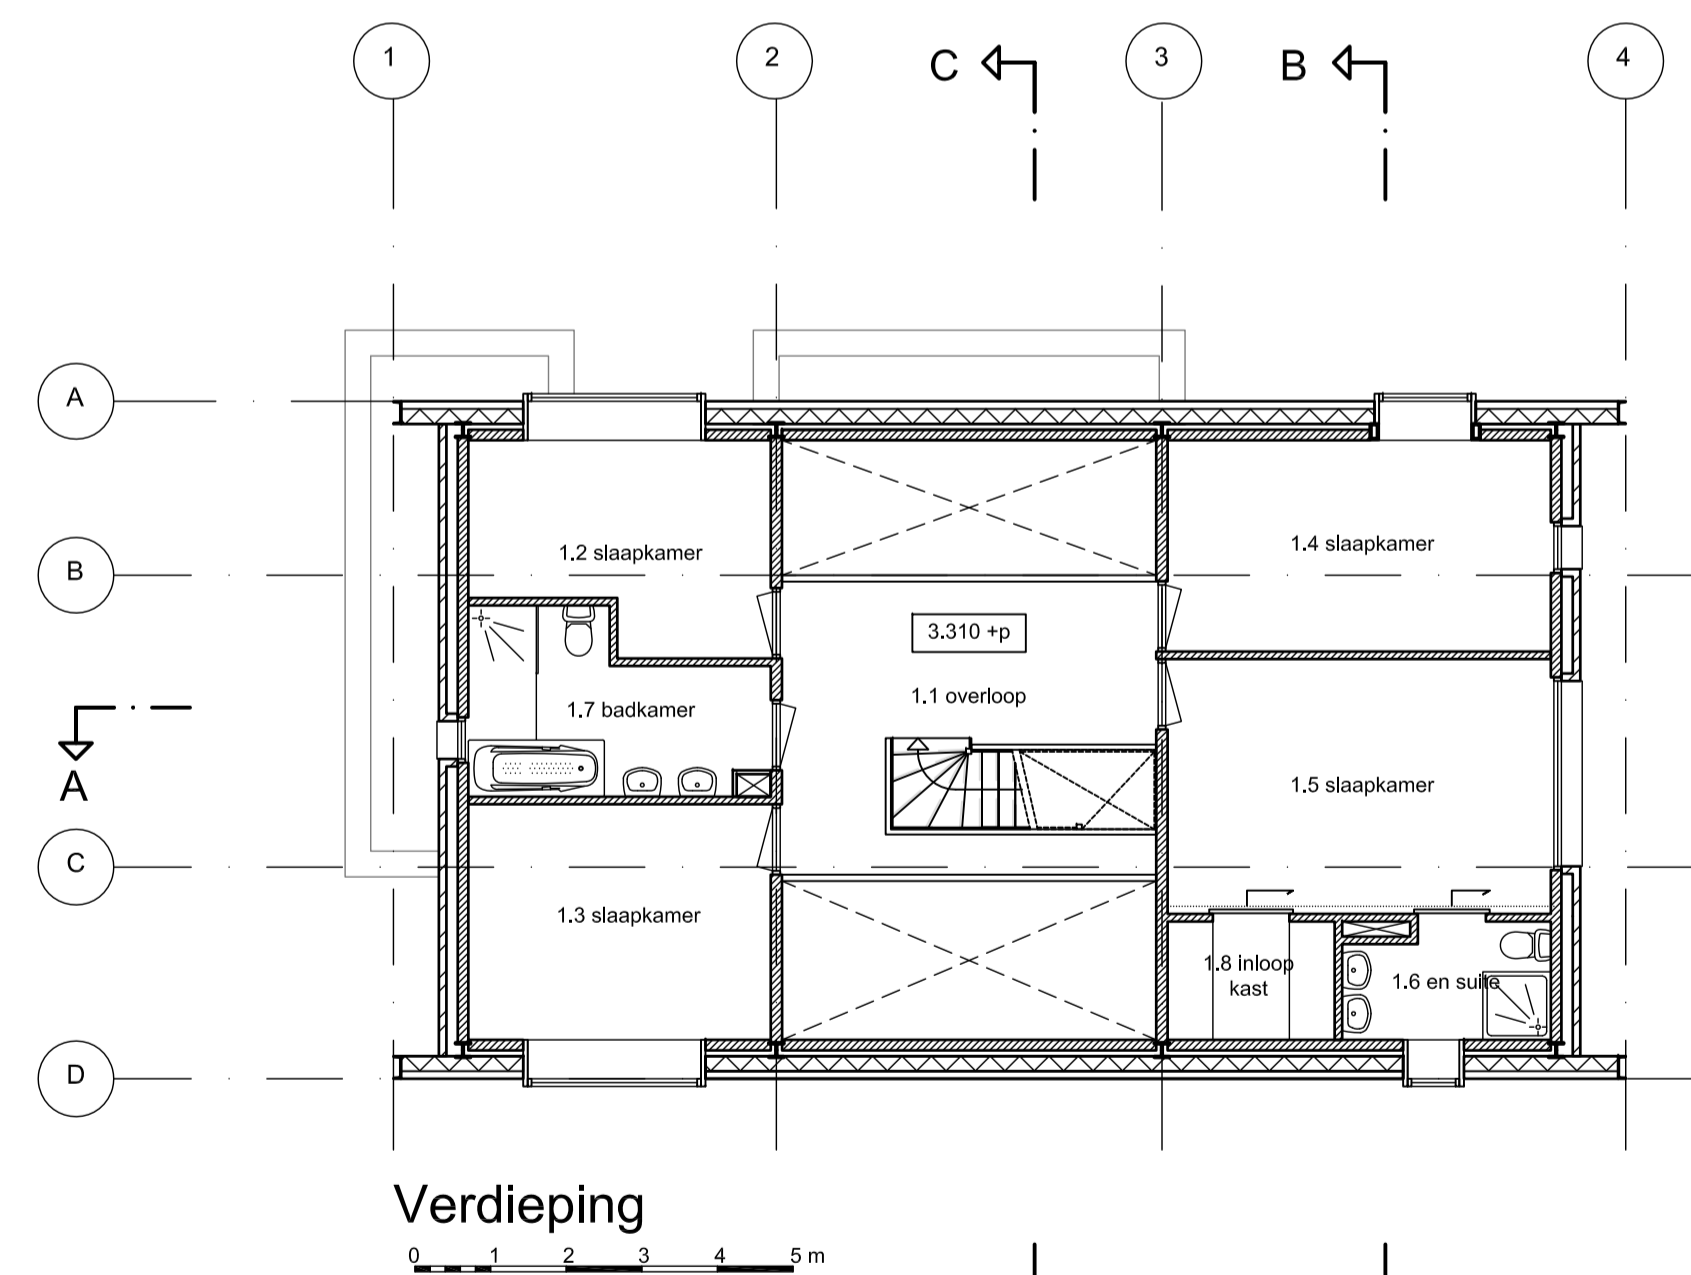 1
2
C
3
B
4
A
B
1.2 slaapkamer
1.4 slaapkamer
3.310 +p
1.1 overloop
1.7 badkamer
A
1.5 slaapkamer
C
1.3 slaapkamer
1.8 inloop
kast
1.6 en suite
D
Verdieping
0 1 2 3 4 5 m